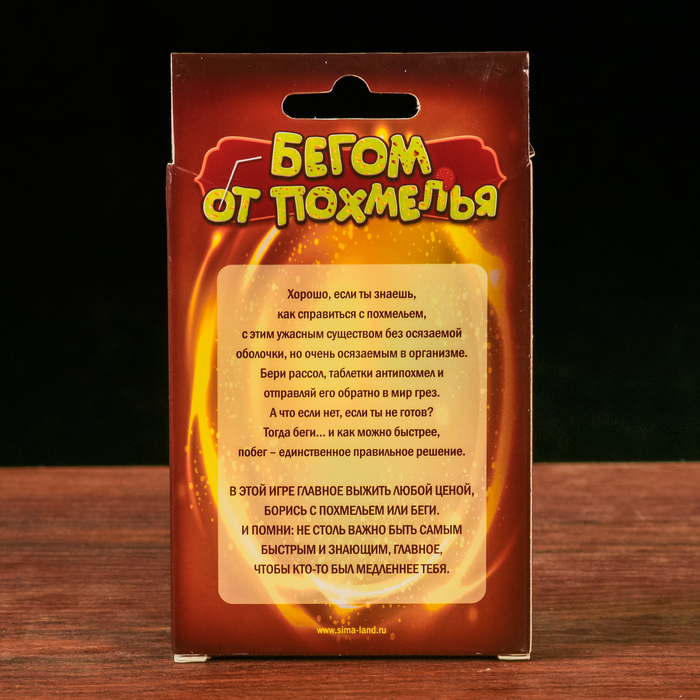 БЕГОМ
ОТ ПОХМЕЛЬЯ
Хорошо, если ты знаешь,
как справиться с похмельем,
с этим ужасным существом без осязаемой
оболочки, но очень осязаемым в организме.
Бери рассол, таблетки антипохмел и
отправляй его обратно в мир грез.
А что если нет, если ты не готов?
Тогда беги... и как можно быстрее,
побег – единственное правильное решение.
В ЭТОЙ ИГРЕ ГЛАВНОЕ ВЫЖИТЬ ЛЮБОЙ ЦЕНОЙ,
БОРИСЬ С ПОХМЕЛЬЕМ ИЛИ БЕГИ.
И ПОМНИ: НЕ СТОЛЬ ВАЖНО БЫТЬ САМЫМ
БЫСТРЫМ И ЗНАЮЩИМ, ГЛАВНОЕ,
ЧТОБЫ КТО-ТО БЫЛ МЕДЛЕННЕЕ ТЕБЯ.
www.sima-land.ru